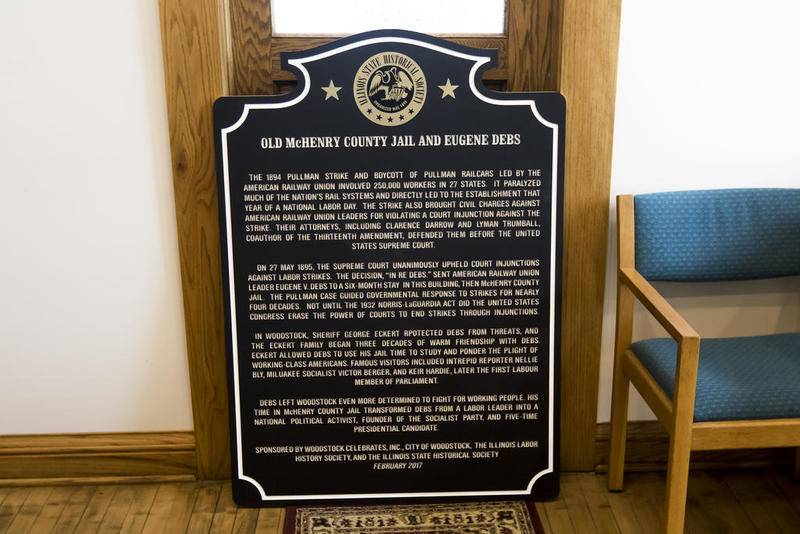 ILLINOIS STATE HISTORICAL SOCIETY
OLD McHENRY COUNTY JAIL AND EUGENE DEBS
THE 1894 PULLMAN STRIKE AND BOYCOTT OF PULLMAN RAILCARS LED BY THE
AMERICAN RAILWAY UNION INVOLVED 250,000 WORKERS IN 27 STATES. IT PARALYZED
MUCH OF THE NATION'S RAIL SYSTEMS AND DIRECTLY LED TO THE ESTABLISHMENT THAT
YEAR OF A NATIONAL LABOR DAY. THE STRIKE ALSO BROUGHT CIVIL CHARGES AGAINST
AMERICAN RAILWAY UNION LEADERS FOR VIOLATING A COURT INJUNCTION AGAINST THE
STRIKE. THEIR ATTORNEYS, INCLUDING CLARENCE DARROW AND LYMAN TRUMBALL,
COAUTHOR OF THE THIRTEENTH AMENDMENT, DEFENDED THEM BEFORE THE UNITED
STATES SUPREME COURT.
ON 27 MAY 1895, THE SUPREME COURT UNANIMOUSLY UPHELD COURT INJUNCTIONS
AGAINST LABOR STRIKES. THE DECISION, "IN RE DEBS," SENT AMERICAN RAILWAY UNION
LEADER EUGENE V. DEBS TO A SIX-MONTH STAY IN THIS BUILDING, THEN McHENRY COUNTY
JAIL. THE PULLMAN CASE GUIDED GOVERNMENTAL RESPONSE TO STRIKES FOR NEARLY
FOUR DECADES. NOT UNTIL THE 1932 NORRIS-LAGUARDIA ACT DID THE UNITED STATES
CONGRESS ERASE THE POWER OF COURTS TO END STRIKES THROUGH INJUNCTIONS.
IN WOODSTOCK, SHERIFF GEORGE ECKERT RPOTECTED DEBS FROM THREATS, AND
THE ECKERT FAMILY BEGAN THREE DECADES OF WARM FRIENDSHIP WITH DEBS.
ECKERT ALLOWED DEBS TO USE HIS JAIL TIME TO STUDY AND PONDER THE PLIGHT OF
WORKING-CLASS AMERICANS. FAMOUS VISITORS INCLUDED INTREPID REPORTER NELLIE
BLY, MILUAKEE SOCIALIST VICTOR BERGER, AND KEIR HARDIE, LATER THE FIRST LABOUR
MEMBER OF PARLIAMENT.
DEBS LEFT WOODSTOCK EVEN MORE DETERMINED TO FIGHT FOR WORKING PEOPLE. HIS
TIME IN McHENRY COUNTY JAIL TRANSFORMED DEBS FROM A LABOR LEADER INTO A
NATIONAL POLITICAL ACTIVIST, FOUNDER OF THE SOCIALIST PARTY, AND FIVE-TIME
PRESIDENTIAL CANDIDATE.
SPONSORED BY WOODSTOCK CELEBRATES, INC., CITY OF WOODSTOCK, THE ILLINOIS LABOR
HISTORY SOCIETY, AND THE ILLINOIS STATE HISTORICAL SOCIETY
FEBRUARY 2017